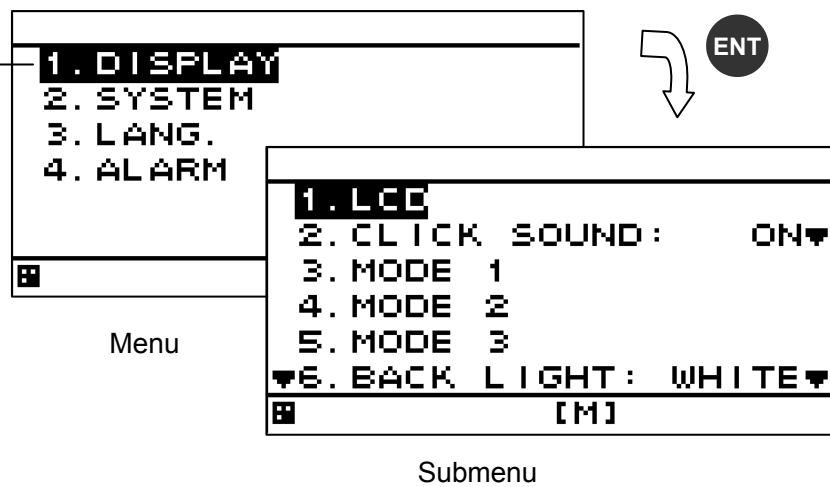 1.DISPLAY
2.SYSTEM
3.LANG.
4.ALARM
Menu
ENT
1.LCD
2.CLICK SOUND: ON▼
3.MODE 1
4.MODE 2
5.MODE 3
▼6.BACK LIGHT: WHITE▼
[M]
Submenu